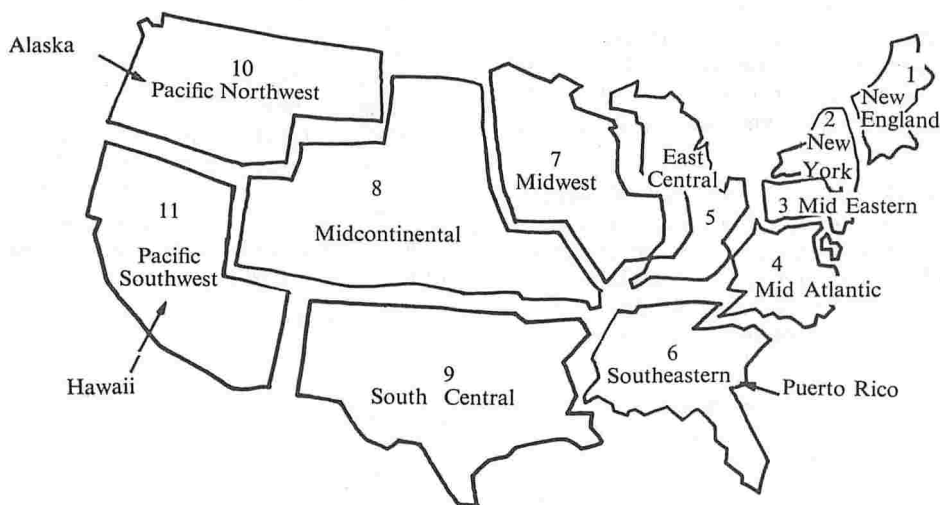 Alaska
10
Pacific Northwest
1
New
England
2
New
York
3 Mid Eastern
7
Midwest
East
Central
5
8
Midcontinental
11
Pacific
Southwest
4
Mid Atlantic
6
Southeastern
Puerto Rico
Hawaii
9
South Central